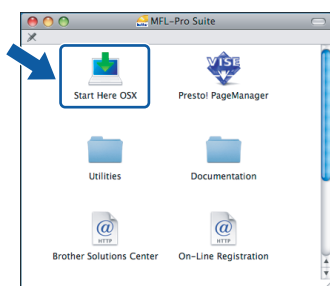 MFL-Pro Suite
VISE
Start Here OSX
Presto! PageManager
Utilities
Documentation
@
HTTP
@
HTTP
Brother Solutions Center
On-Line Registration